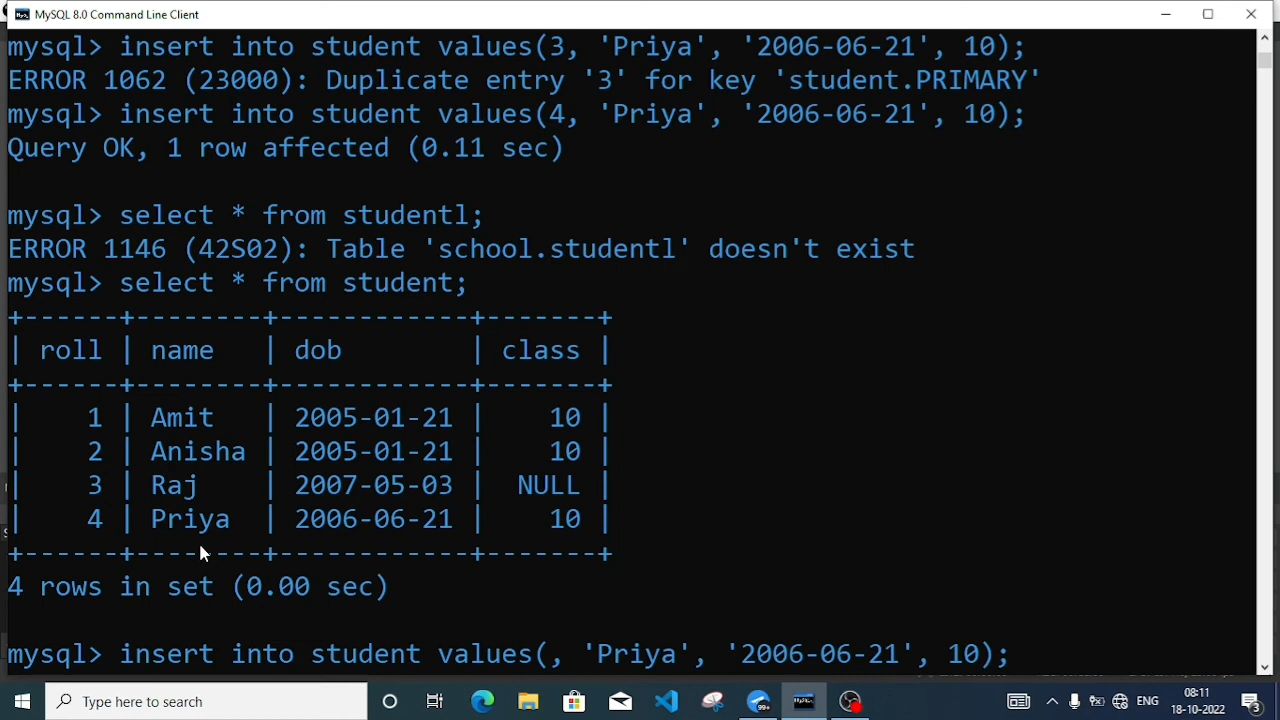 MySQL 8.0 Command Line Client
mysql> insert into student values(3, 'Priya', '2006-06-21', 10);
ERROR 1062 (23000): Duplicate entry '3' for key 'student.PRIMARY'
mysql> insert into student values(4, 'Priya', '2006-06-21', 10);
Query OK, 1 row affected (0.11 sec)
mysql> select * from studentl;
ERROR 1146 (42S02): Table 'school.studentl' doesn't exist
mysql> select * from student;
+------+--------+------------+-------+
| roll | name   | dob        | class |
+------+--------+------------+-------+
|    1 | Amit   | 2005-01-21 |    10 |
|    2 | Anisha | 2005-01-21 |    10 |
|    3 | Raj    | 2007-05-03 |  NULL |
|    4 | Priya  | 2006-06-21 |    10 |
+------+--------+------------+-------+
4 rows in set (0.00 sec)
mysql> insert into student values(, 'Priya', '2006-06-21', 10);
Type here to search
99+
ENG
08:11
18-10-2022
3